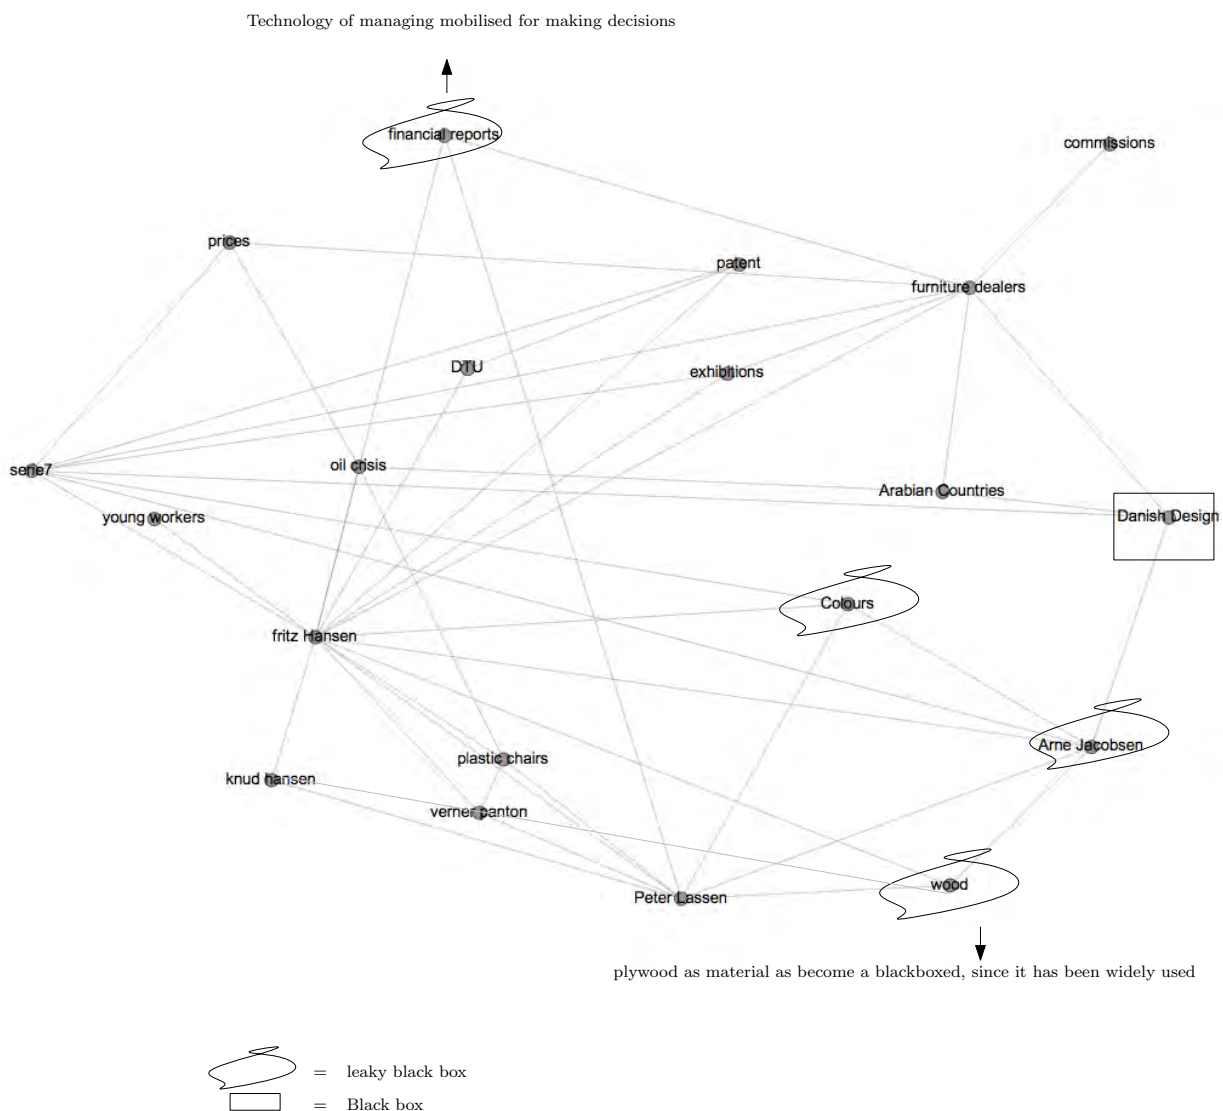 Technology of managing mobilised for making decisions
financial reports
commissions
prices
patent
furniture dealers
DTU
exhibitions
serie7
oil crisis
Arabian Countries
young workers
Danish Design
Colours
fritz Hansen
Arne Jacobsen
plastic chairs
knud hansen
verner panton
wood
Peter Lassen
plywood as material as become a blackboxed, since it has been widely used
= leaky black box
= Black box